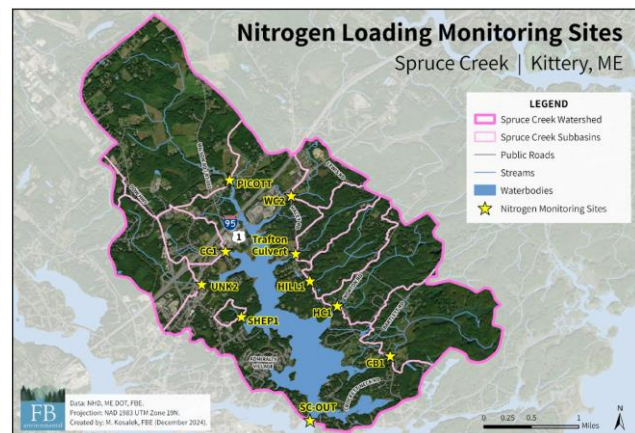 Nitrogen Loading Monitoring Sites
Spruce Creek | Kittery, ME
LEGEND
Spruce Creek Watershed
Spruce Creek Subbasins
Public Roads
Streams
Waterbodies
Nitrogen Monitoring Sites
PICOTT
WC2
95
1
Trafton
Culvert
CC1
UNK2
HILL1
HC1
SHEP1
ADMIRALTY
VILLAGE
CB1
SC-OUT
FB
environmental
Data: NHD, ME DOT, FBE.
Projection: NAD 1983 UTM Zone 19N.
Created by: M. Kosalek, FBE (December 2024).
0 0.25 0.5 1
Miles
N